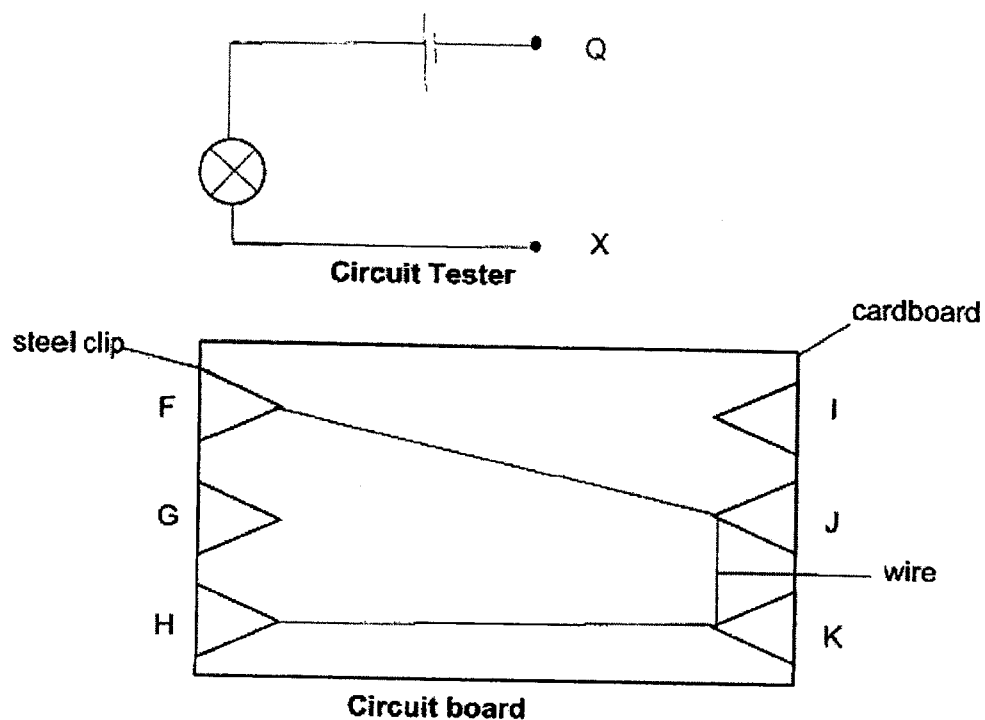 Q
X
Circuit Tester
cardboard
steel clip
F
I
G
J
wire
H
K
Circuit board